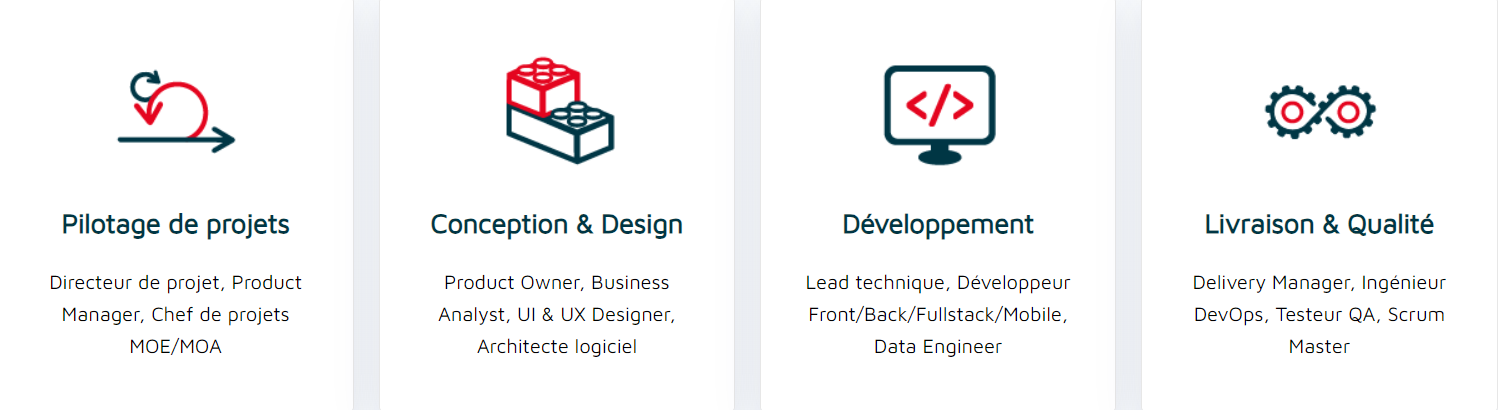 Pilotage de projets
Directeur de projet, Product
Manager, Chef de projets
MOE/MOA
Conception & Design
Product Owner, Business
Analyst, UI & UX Designer,
Architecte logiciel
</>
Développement
Lead technique, Développeur
Front/Back/Fullstack/Mobile,
Data Engineer
Livraison & Qualité
Delivery Manager, Ingénieur
DevOps, Testeur QA, Scrum
Master